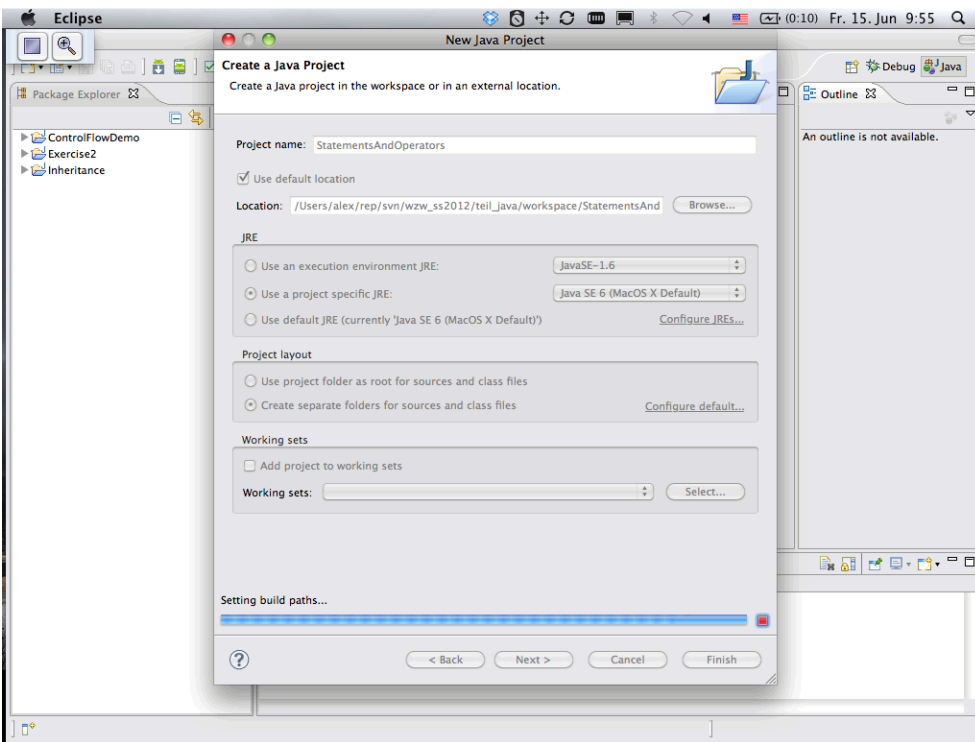 Eclipse (0:10) Fr. 15. Jun 9:55
New Java Project
Debug Java
Package Explorer
Outline
ControlFlowDemo
Exercise2
Inheritance
An outline is not available.
Create a Java Project
Create a Java project in the workspace or in an external location.
Project name: StatementsAndOperators
Use default location
Location: /Users/alex/rep/svn/wzw_ss2012/teil_java/workspace/StatementsAnd Browse...
JRE
Use an execution environment JRE: JavaSE-1.6
Use a project specific JRE: Java SE 6 (MacOS X Default)
Use default JRE (currently 'Java SE 6 (MacOS X Default)') Configure JREs...
Project layout
Use project folder as root for sources and class files
Create separate folders for sources and class files Configure default...
Working sets
Add project to working sets
Working sets: Select...
Setting build paths...
? < Back Next > Cancel Finish